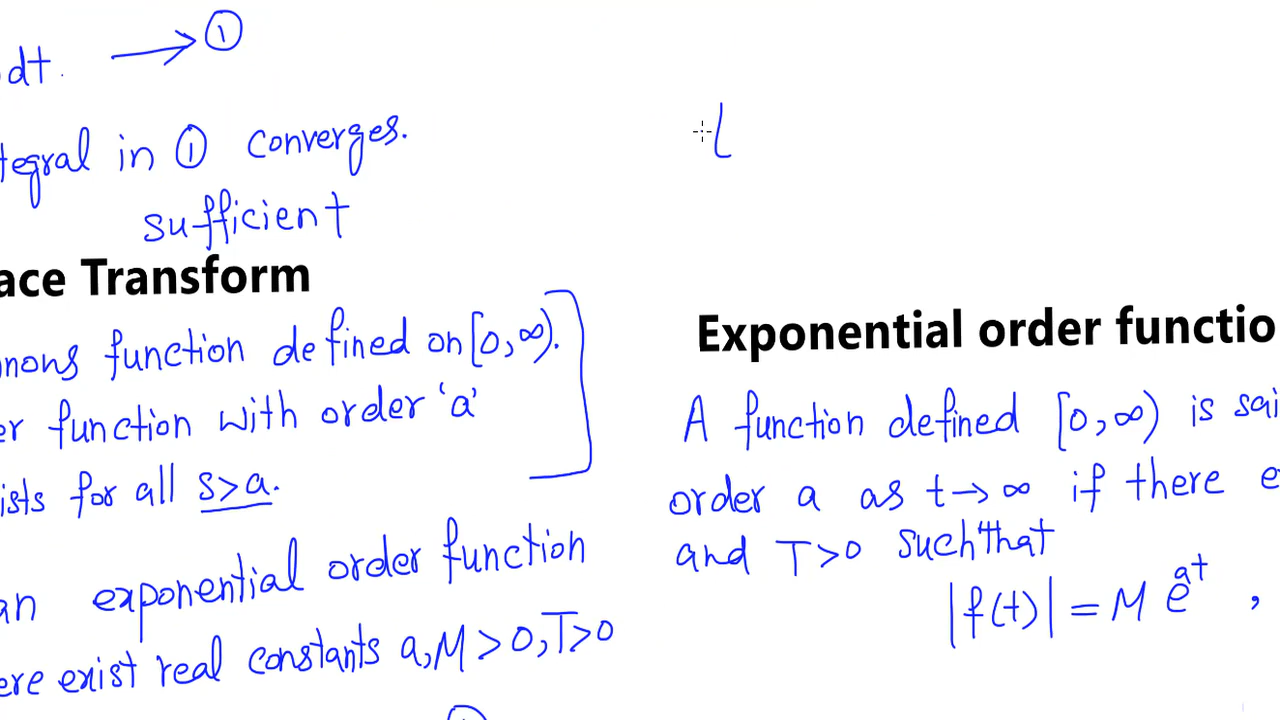 dt. → ①
tegral in ① converges.
sufficient
ace Transform
nons function defined on [0, ∞).
er function with order 'a'
ists for all s>a.
an exponential order function
ere exist real constants a, M > 0, T>0
Exponential order functio
A function defined [0, ∞) is sai
order a as t → ∞ if there e
and T>0 such that
|f(t)| = M e^{at} ,